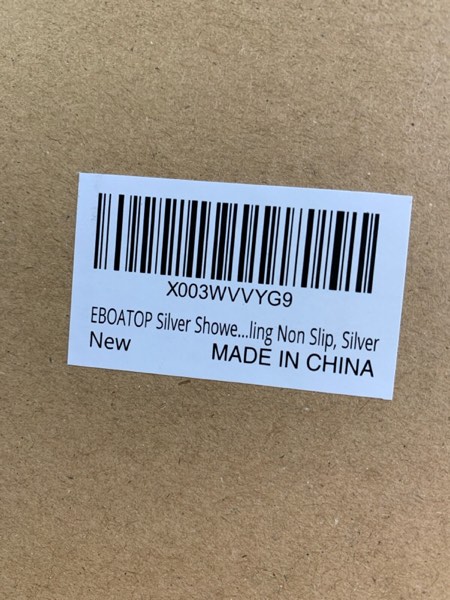 X003WVVYG9
EBOATOP Silver Showe...ling Non Slip, Silver
New
MADE IN CHINA